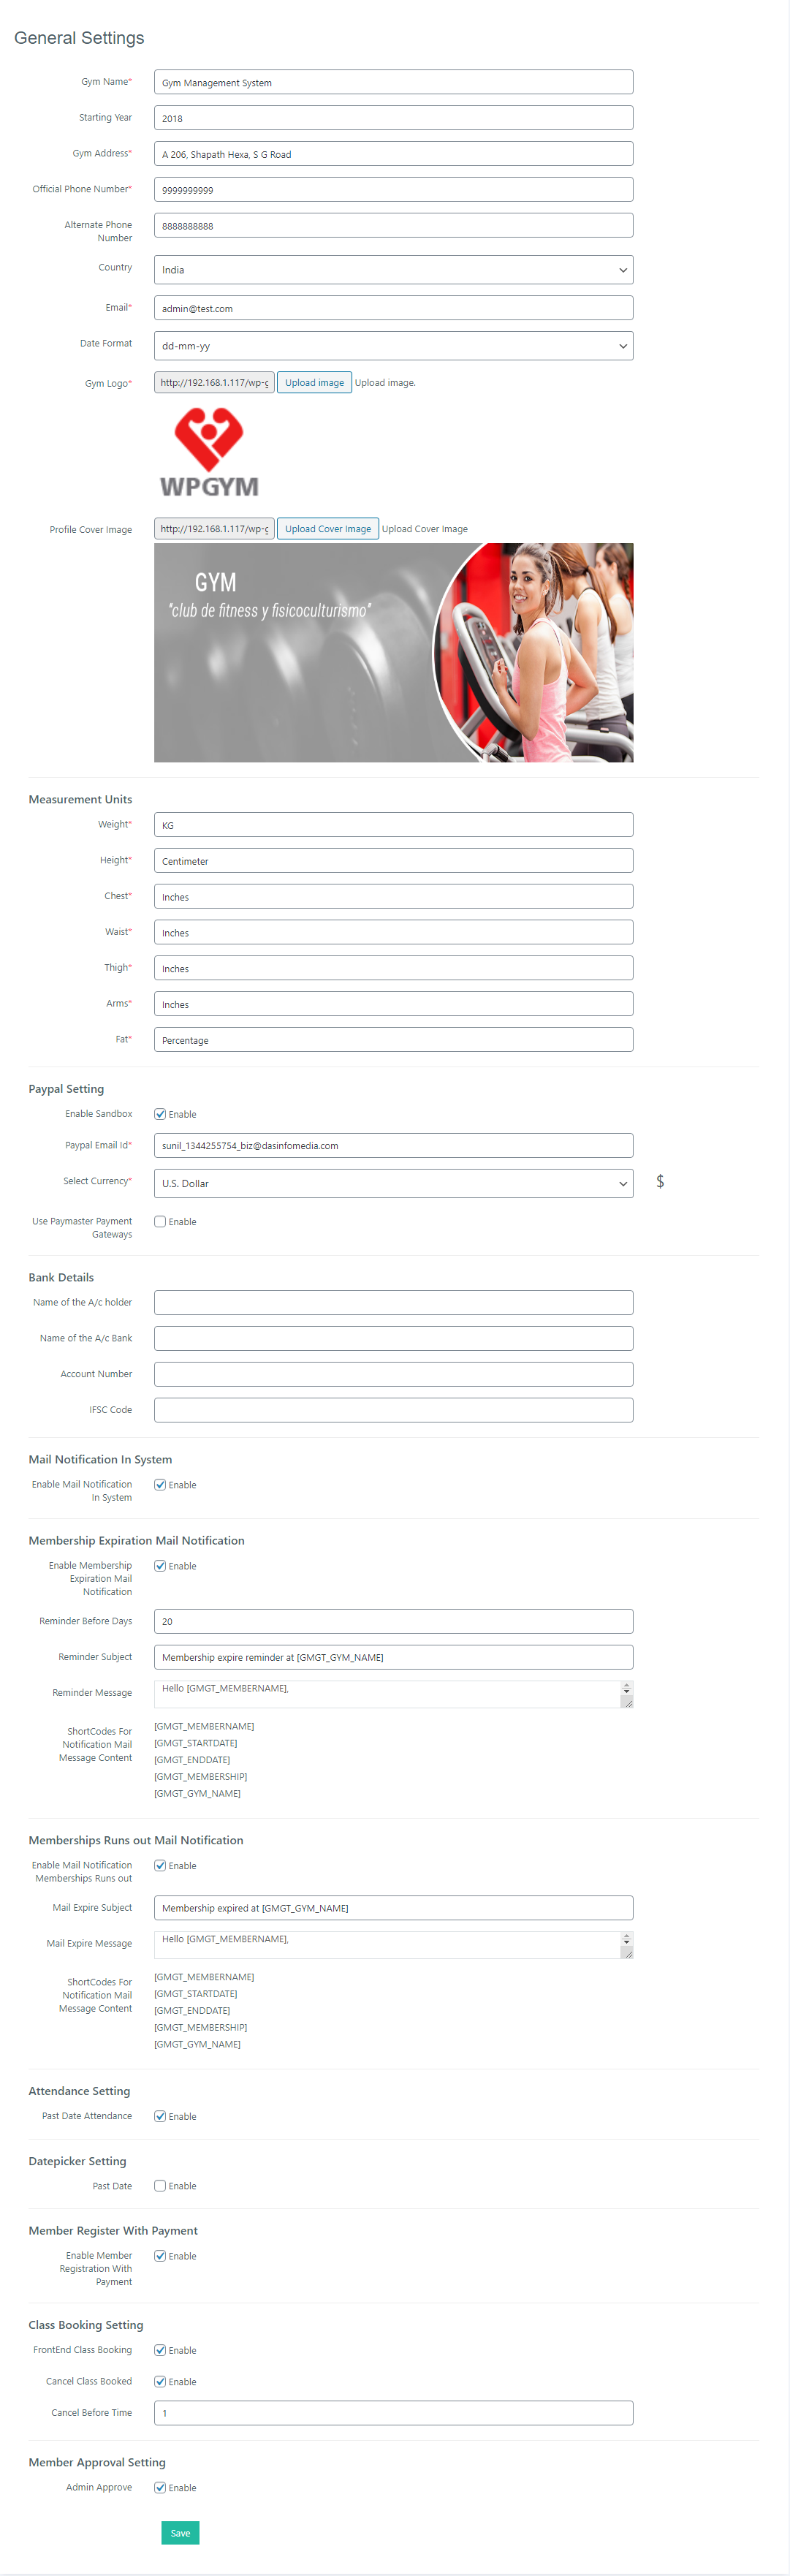 General Settings
Gym Name*
Gym Management System
Starting Year
2018
Gym Address*
A 206, Shapath Hexa, S G Road
Official Phone Number*
9999999999
Alternate Phone
Number
8888888888
Country
India
Email*
admin@test.com
Date Format
dd-mm-yy
Gym Logo*
http://192.168.1.117/wp-g
Upload image
Upload image.
WPGYM
Profile Cover Image
http://192.168.1.117/wp-g
Upload Cover Image
Upload Cover Image
GYM
"club de fitness y fisicoculturismo"
Measurement Units
Weight*
KG
Height*
Centimeter
Chest*
Inches
Waist*
Inches
Thigh*
Inches
Arms*
Inches
Fat*
Percentage
Paypal Setting
Enable Sandbox
Enable
Paypal Email Id*
sunil_1344255754_biz@dasinfomedia.com
Select Currency*
U.S. Dollar
$
Use Paymaster Payment
Gateways
Enable
Bank Details
Name of the A/c holder
Name of the A/c Bank
Account Number
IFSC Code
Mail Notification In System
Enable Mail Notification
In System
Enable
Membership Expiration Mail Notification
Enable Membership
Expiration Mail
Notification
Enable
Reminder Before Days
20
Reminder Subject
Membership expire reminder at [GMGT_GYM_NAME]
Reminder Message
Hello [GMGT_MEMBERNAME],
ShortCodes For
Notification Mail
Message Content
[GMGT_MEMBERNAME]
[GMGT_STARTDATE]
[GMGT_ENDDATE]
[GMGT_MEMBERSHIP]
[GMGT_GYM_NAME]
Memberships Runs out Mail Notification
Enable Mail Notification
Memberships Runs out
Enable
Mail Expire Subject
Membership expired at [GMGT_GYM_NAME]
Mail Expire Message
Hello [GMGT_MEMBERNAME],
ShortCodes For
Notification Mail
Message Content
[GMGT_MEMBERNAME]
[GMGT_STARTDATE]
[GMGT_ENDDATE]
[GMGT_MEMBERSHIP]
[GMGT_GYM_NAME]
Attendance Setting
Past Date Attendance
Enable
Datepicker Setting
Past Date
Enable
Member Register With Payment
Enable Member
Registration With
Payment
Enable
Class Booking Setting
FrontEnd Class Booking
Enable
Cancel Class Booked
Enable
Cancel Before Time
1
Member Approval Setting
Admin Approve
Enable
Save